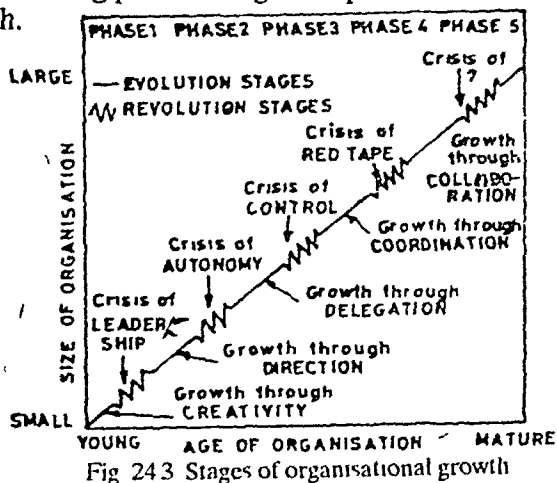 h.
PHASE1 PHASE2 PHASE3 PHASE 4 PHASE 5
LARGE
— EVOLUTION STAGES
REVOLUTION STAGES
Crisis of
?
Growth
through
COLLABO-
RATION
Crisis of
RED TAPE
Growth through
COORDINATION
Crisis of
CONTROL
Growth through
DELEGATION
Crisis of
AUTONOMY
Growth through
DIRECTION
Crisis of
LEADER
SHIP
Growth through
CREATIVITY
SIZE OF ORGANISATION
SMALL
YOUNG AGE OF ORGANISATION MATURE
Fig 24 3 Stages of organisational growth